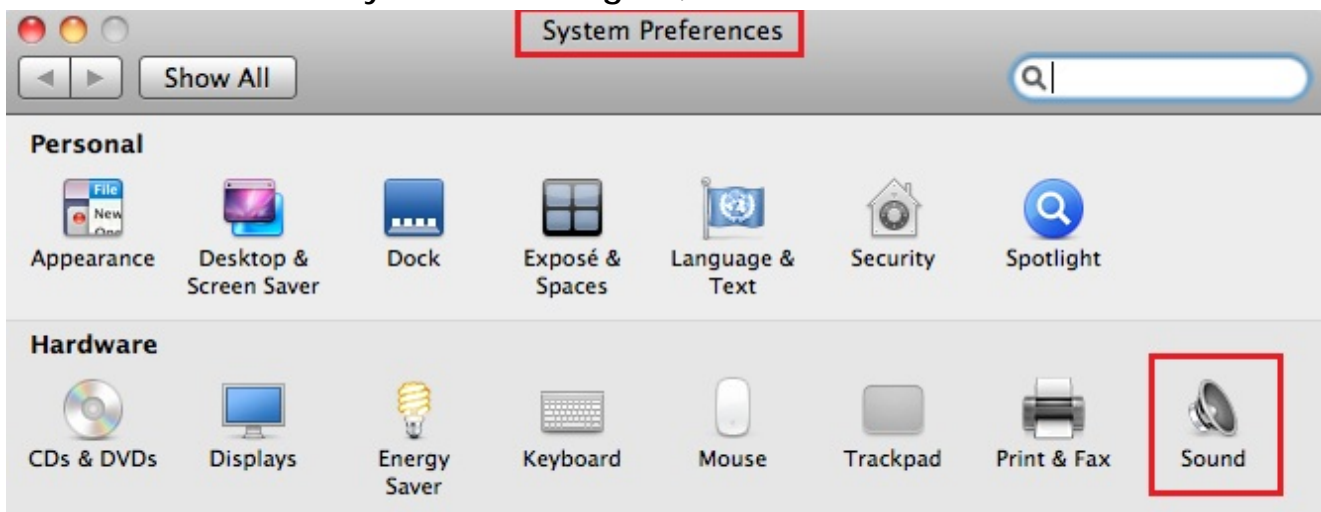 System Preferences
Show All
Personal
File
New
One
Appearance
Desktop &
Screen Saver
Dock
Exposé &
Spaces
Language &
Text
Security
Spotlight
Hardware
CDs & DVDs
Displays
Energy
Saver
Keyboard
Mouse
Trackpad
Print & Fax
Sound